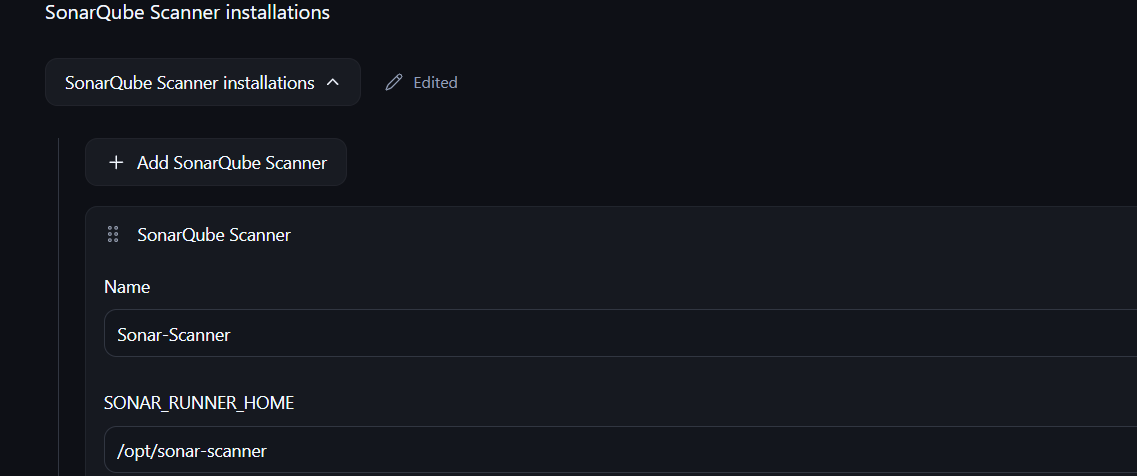 SonarQube Scanner installations
SonarQube Scanner installations Edited
Add SonarQube Scanner
SonarQube Scanner
Name
Sonar-Scanner
SONAR_RUNNER_HOME
/opt/sonar-scanner